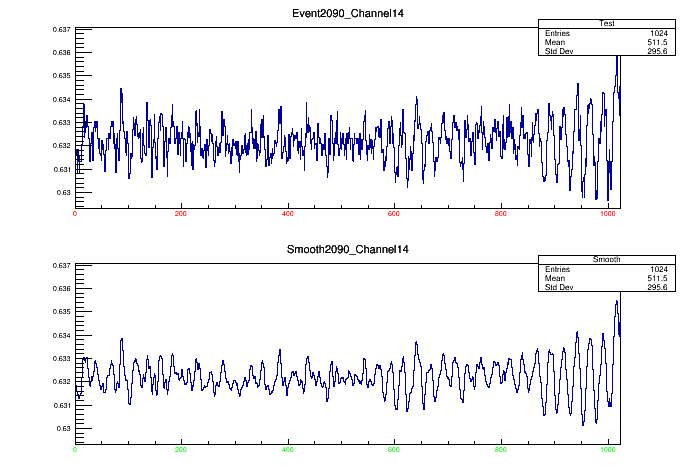 Event2090_Channel14
Test
Entries 1024
Mean 511.5
Std Dev 295.6
0.637
0.636
0.635
0.634
0.633
0.632
0.631
0.63
0 200 400 600 800 1000
Smooth2090_Channel14
Smooth
Entries 1024
Mean 511.5
Std Dev 295.6
0.637
0.636
0.635
0.634
0.633
0.632
0.631
0.63
0 200 400 600 800 1000